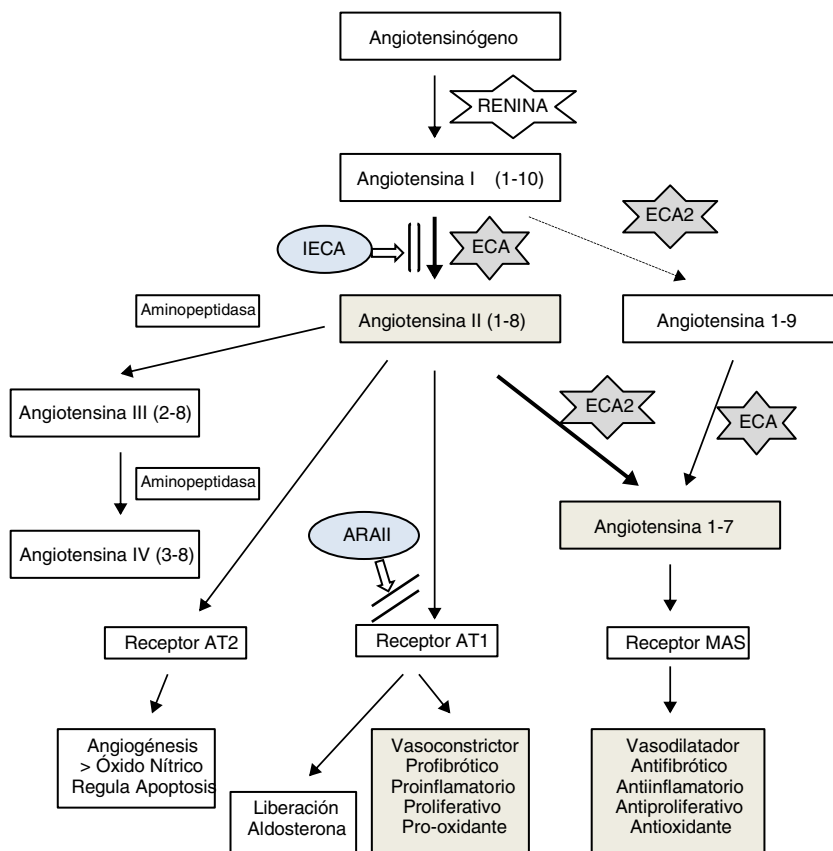 Angiotensinógeno
RENINA
Angiotensina I (1-10)
ECA2
IECA
ECA
Aminopeptidasa
Angiotensina II (1-8)
Angiotensina 1-9
Angiotensina III (2-8)
ECA2
ECA
Aminopeptidasa
Angiotensina 1-7
ARAII
Angiotensina IV (3-8)
Receptor AT2
Receptor AT1
Receptor MAS
Angiogénesis
> Óxido Nítrico
Regula Apoptosis
Liberación
Aldosterona
Vasoconstrictor
Profibrótico
Proinflamatorio
Proliferativo
Pro-oxidante
Vasodilatador
Antifibrótico
Antiinflamatorio
Antiproliferativo
Antioxidante